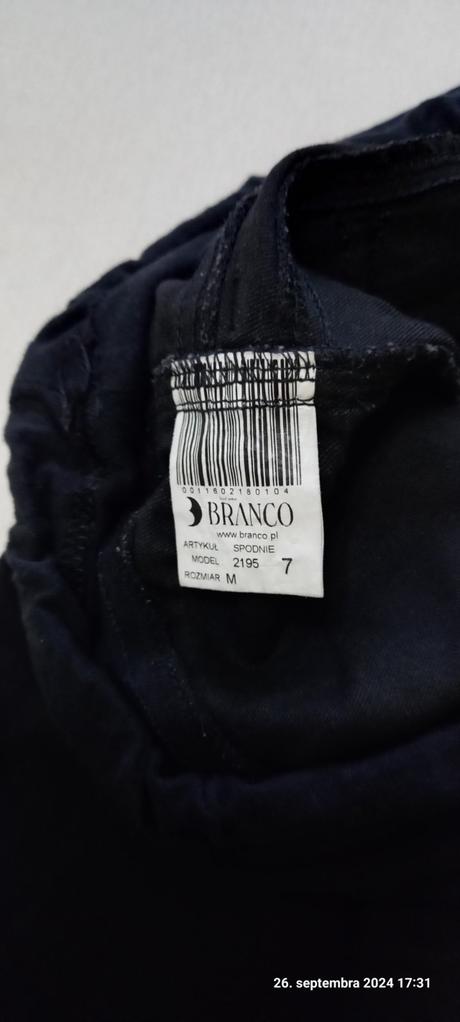 0011602180104
BRANCO
www.branco.pl
ARTYKUŁ SPODNIE
MODEL 2195 7
ROZMIAR M
26. septembra 2024 17:31